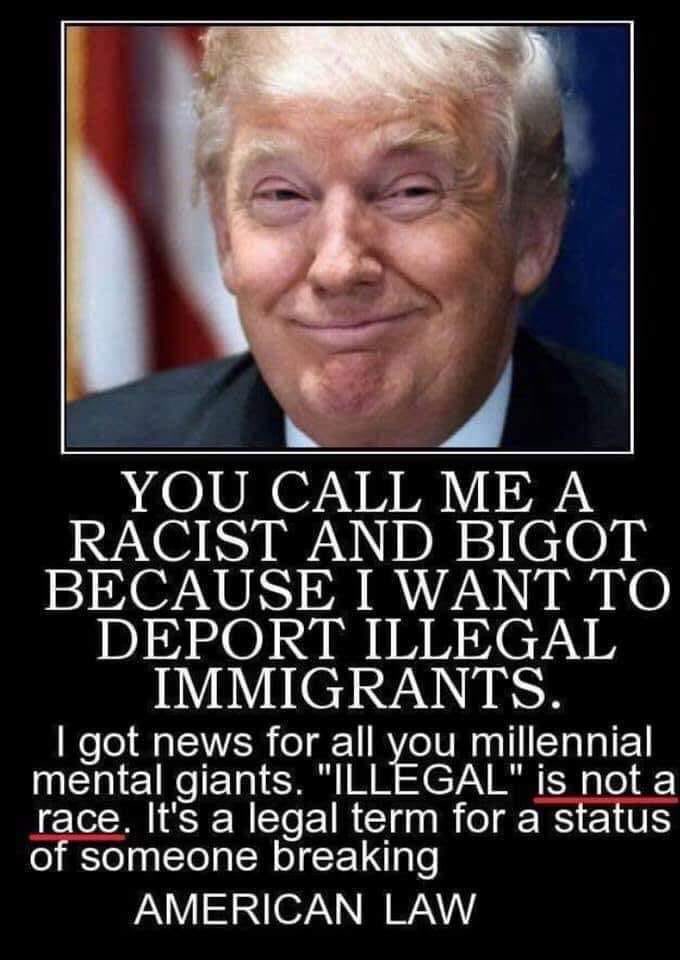 YOU CALL ME A
RACIST AND BIGOT
BECAUSE I WANT TO
DEPORT ILLEGAL
IMMIGRANTS.
I got news for all you millennial
mental giants. "ILLEGAL" is not a
race. It's a legal term for a status
of someone breaking
AMERICAN LAW